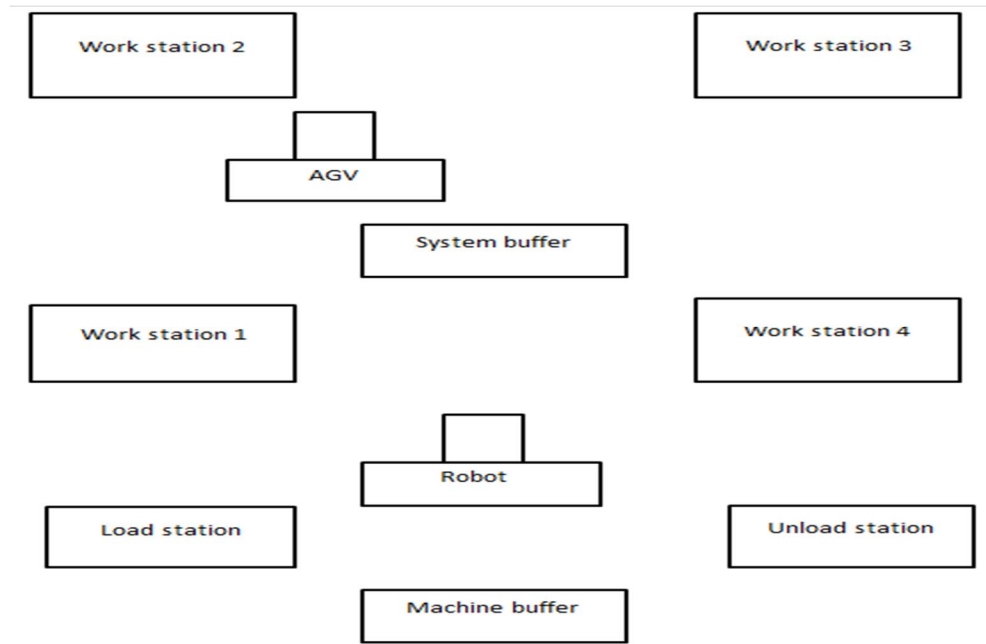 Work station 2
Work station 3
AGV
System buffer
Work station 1
Work station 4
Robot
Load station
Unload station
Machine buffer